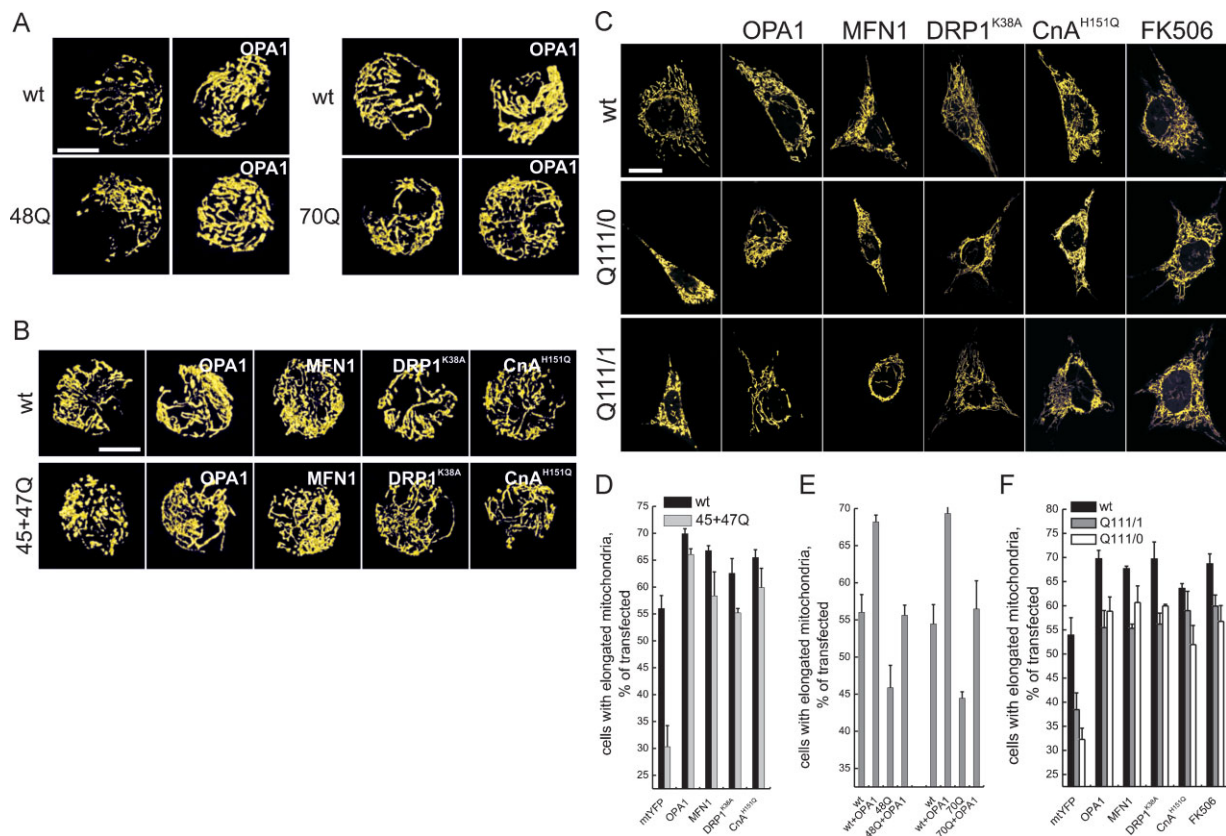 A
wt
OPA1
wt
OPA1
48Q
OPA1
70Q
OPA1
B
wt
OPA1
MFN1
DRP1K38A
CnAH151Q
45+47Q
OPA1
MFN1
DRP1K38A
CnAH151Q
C
OPA1 MFN1 DRP1K38A CnAH151Q FK506
wt
Q111/0
Q111/1
D
wt
45+47Q
cells with elongated mitochondria,
% of transfected
75
70
65
60
55
50
45
40
35
30
25
mtYFP OPA1 MFN1 DRP1K38A CnAH151Q
E
cells with elongated mitochondria,
% of transfected
70
65
60
55
50
45
40
35
wt wt+OPA1 48Q 48Q+OPA1 wt wt+OPA1 70Q 70Q+OPA1
F
wt
Q111/1
Q111/0
cells with elongated mitochondria,
% of transfected
80
75
70
65
60
55
50
45
40
35
30
25
mtYFP OPA1 MFN1 DRP1K38A CnAH151Q FK506